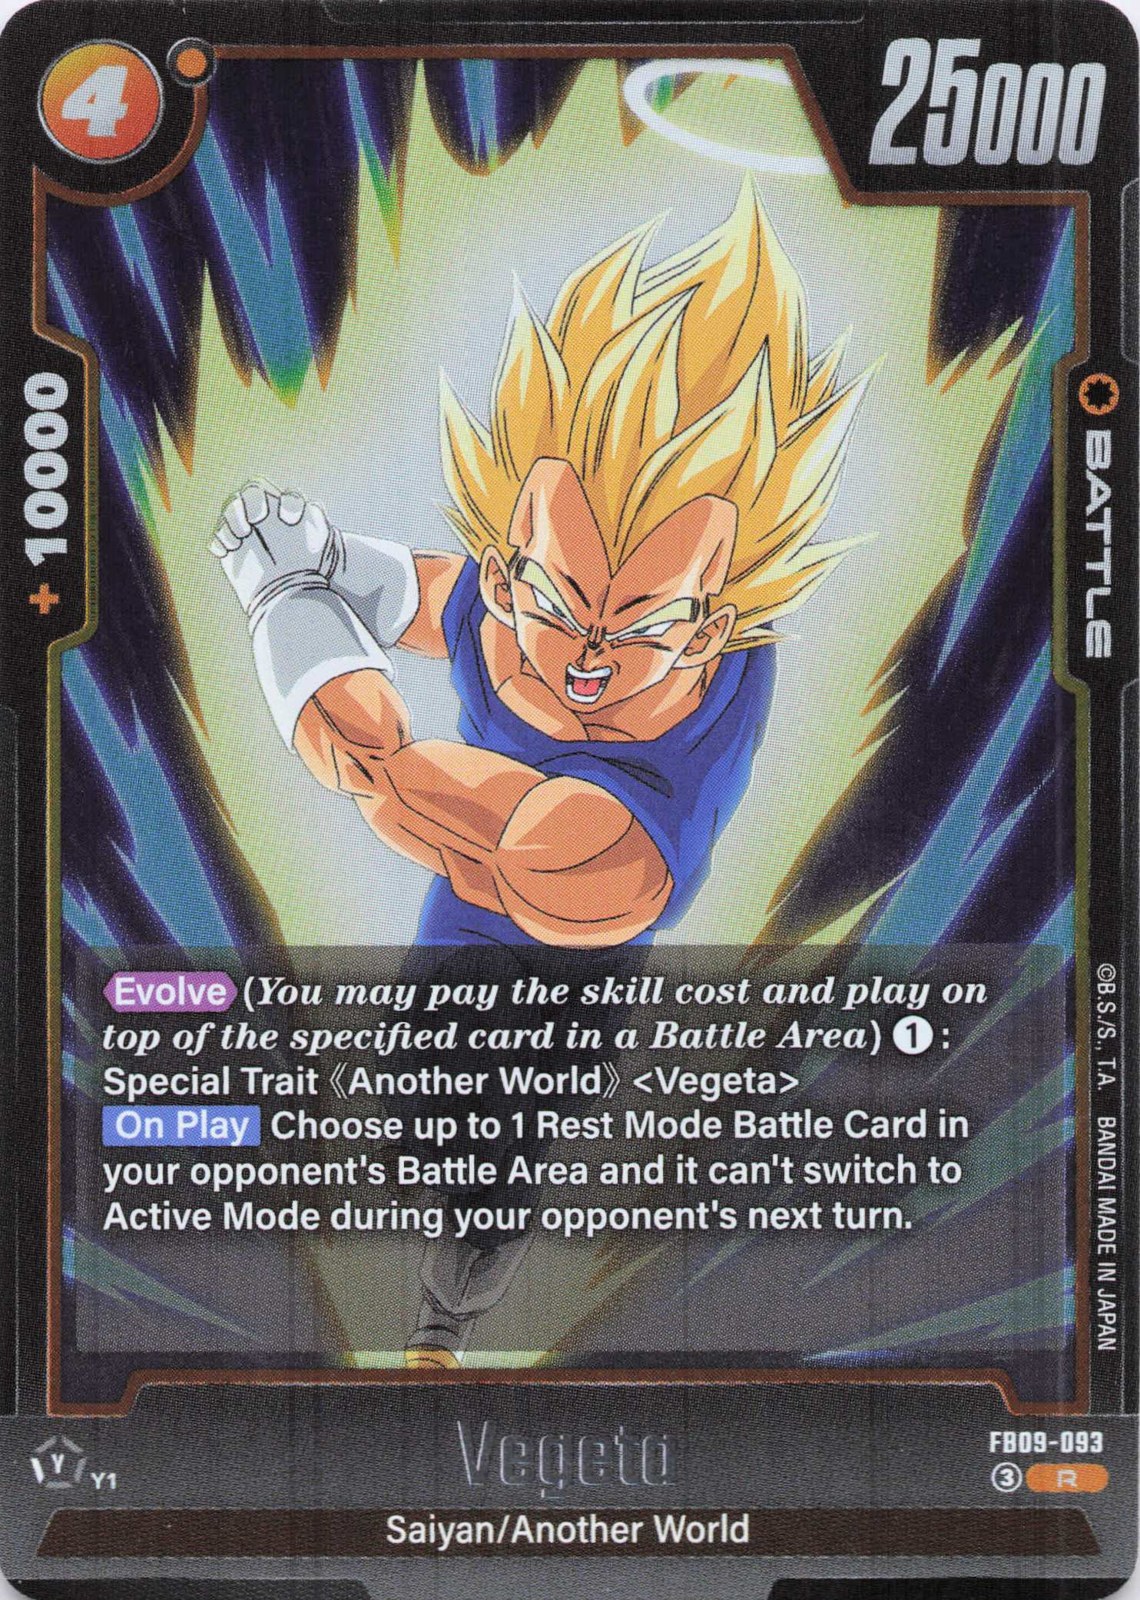 4
25000
+10000
BATTLE
Evolve (You may pay the skill cost and play on
top of the specified card in a Battle Area) 1 :
Special Trait 《Another World》 <Vegeta>
On Play Choose up to 1 Rest Mode Battle Card in
your opponent's Battle Area and it can't switch to
Active Mode during your opponent's next turn.
©B.S./S., T.A. BANDAI MADE IN JAPAN
Vegeta
FB09-093
Y Y1
3 R
Saiyan/Another World